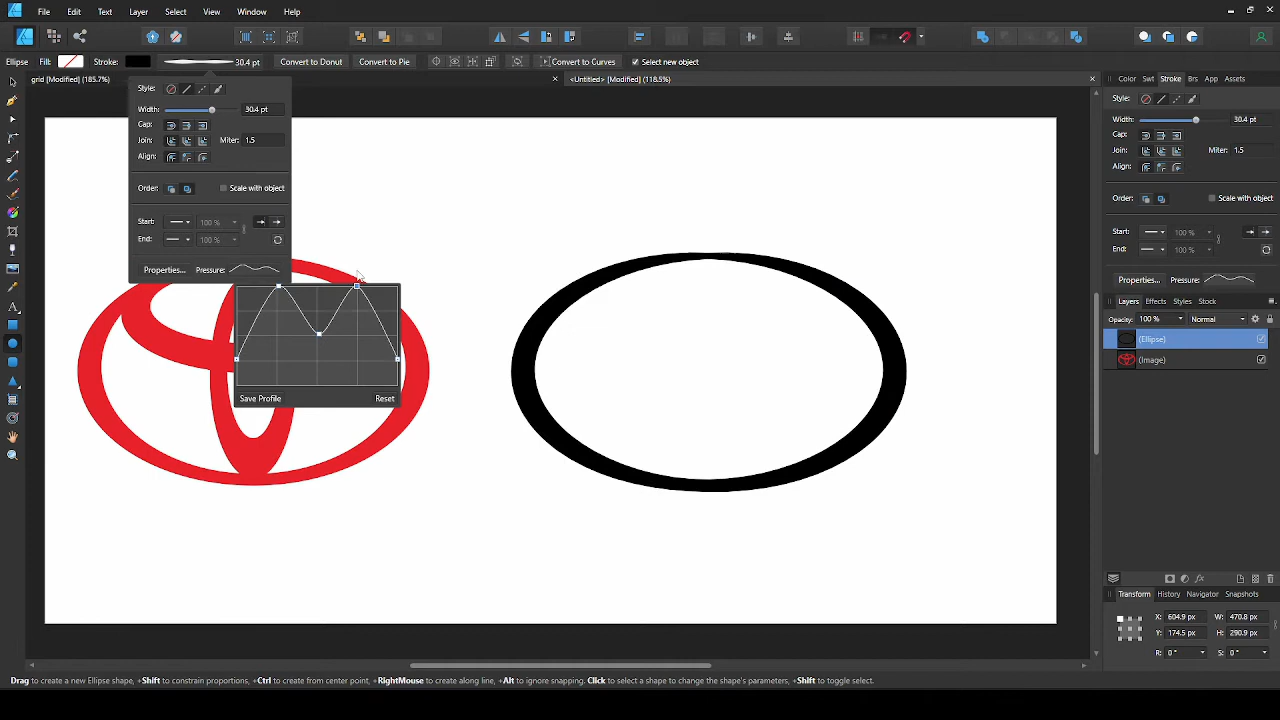 File Edit Text Layer Select View Window Help
Ellipse Fill: Stroke: 30.4 pt Convert to Donut Convert to Pie Convert to Curves Select new object
grid [Modified] (185.7%) <Untitled> [Modified] (118.5%)
Style:
Width: 30.4 pt
Cap:
Join: Miter: 1.5
Align:
Order: Scale with object
Start: 100 %
End: 100 %
Properties... Pressure:
Save Profile Reset
Color Swt Stroke Brs App Assets
Style:
Width: 30.4 pt
Cap:
Join: Miter: 1.5
Align:
Order: Scale with object
Start: 100 %
End: 100 %
Properties... Pressure:
Layers Effects Styles Stock
Opacity: 100 % Normal
(Ellipse)
(Image)
Transform History Navigator Snapshots
X: 604.9 px W: 470.8 px
Y: 174.5 px H: 290.9 px
R: 0 ° S: 0 °
Drag to create a new Ellipse shape, +Shift to constrain proportions, +Ctrl to create from center point, +RightMouse to create along line, +Alt to ignore snapping. Click to select a shape to change the shape's parameters, +Shift to toggle select.